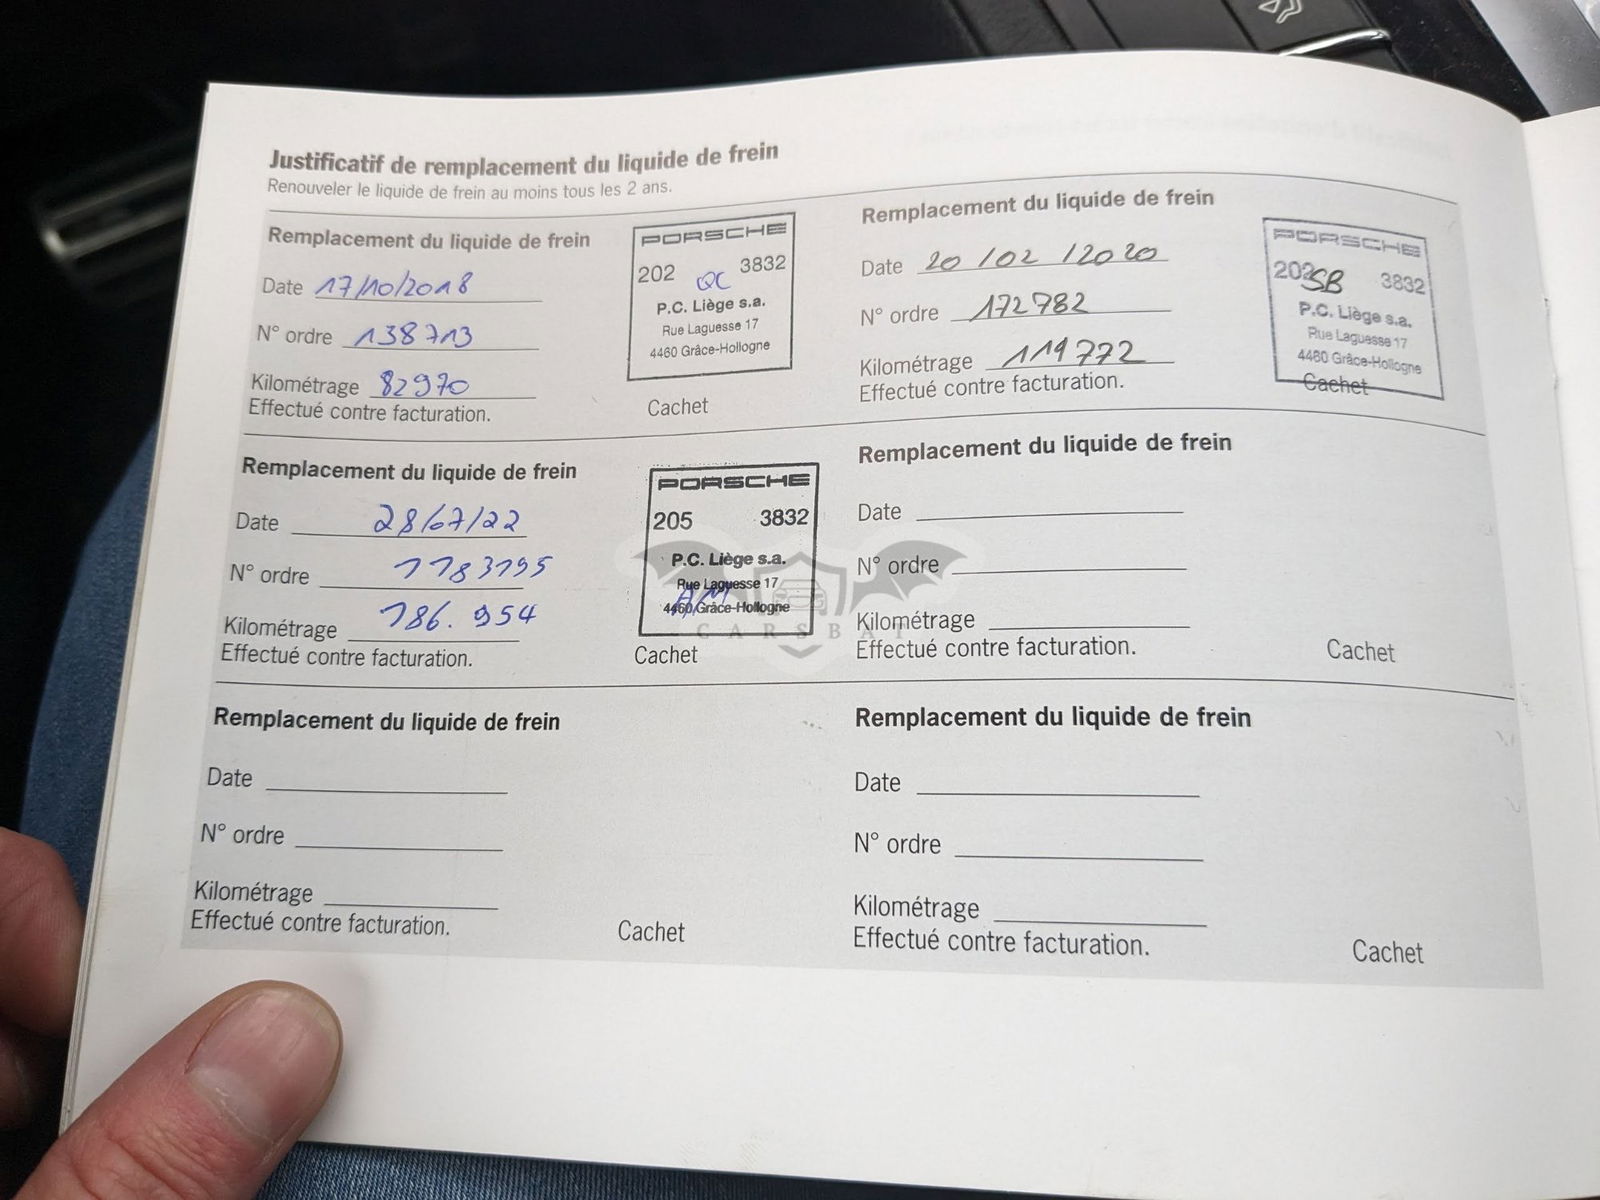 Justificatif de remplacement du liquide de frein
Renouveler le liquide de frein au moins tous les 2 ans.
Remplacement du liquide de frein
Date 17/10/2018
N° ordre 138713
Kilométrage 82970
Effectué contre facturation.
PORSCHE
202 QC 3832
P.C. Liège s.a.
Rue Laguesse 17
4460 Grâce-Hollogne
Cachet
Remplacement du liquide de frein
Date 20/02/2020
N° ordre 172782
Kilométrage 119772
Effectué contre facturation.
PORSCHE
202 SB 3832
P.C. Liège s.a.
Rue Laguesse 17
4460 Grâce-Hollogne
Cachet
Remplacement du liquide de frein
Date 28/07/22
N° ordre 1183195
Kilométrage 186.954
Effectué contre facturation.
PORSCHE
205 3832
P.C. Liège s.a.
Rue Laguesse 17
4460 Grâce-Hollogne
CARSBAT
Cachet
Remplacement du liquide de frein
Date
N° ordre
Kilométrage
Effectué contre facturation.
Cachet
Remplacement du liquide de frein
Date
N° ordre
Kilométrage
Effectué contre facturation.
Cachet
Remplacement du liquide de frein
Date
N° ordre
Kilométrage
Effectué contre facturation.
Cachet